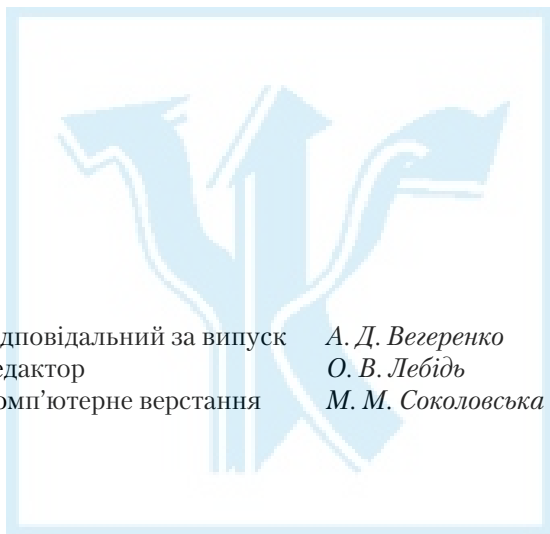 дповідальний за випуск А. Д. Вегеренко
едактор О. В. Лебідь
омп’ютерне верстання М. М. Соколовська